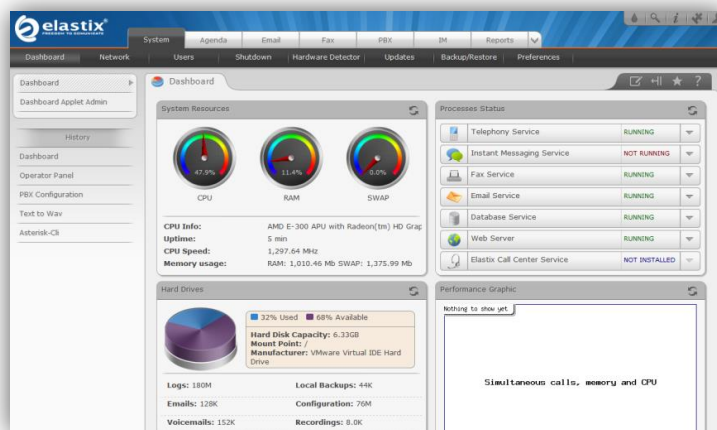 elastix
FREEDOM TO COMMUNICATE
System Agenda Email Fax PBX IM Reports
Dashboard Network Users Shutdown Hardware Detector Updates Backup/Restore Preferences
Dashboard
Dashboard Applet Admin
History
Dashboard
Operator Panel
PBX Configuration
Text to Wav
Asterisk-Cli
Dashboard
System Resources
47.9% 11.4% 0.0%
CPU RAM SWAP
CPU Info: AMD E-300 APU with Radeon(tm) HD Grap
Uptime: 5 min
CPU Speed: 1,297.64 MHz
Memory usage: RAM: 1,010.46 Mb SWAP: 1,375.99 Mb
Processes Status
Telephony Service RUNNING
Instant Messaging Service NOT RUNNING
Fax Service RUNNING
Email Service RUNNING
Database Service RUNNING
Web Server RUNNING
Elastix Call Center Service NOT INSTALLED
Hard Drives
32% Used 68% Available
Hard Disk Capacity: 6.33GB
Mount Point: /
Manufacturer: VMware Virtual IDE Hard
Drive
Logs: 180M Local Backups: 44K
Emails: 128K Configuration: 76M
Voicemails: 152K Recordings: 8.0K
Performance Graphic
Nothing to show yet
Simultaneous calls, memory and CPU